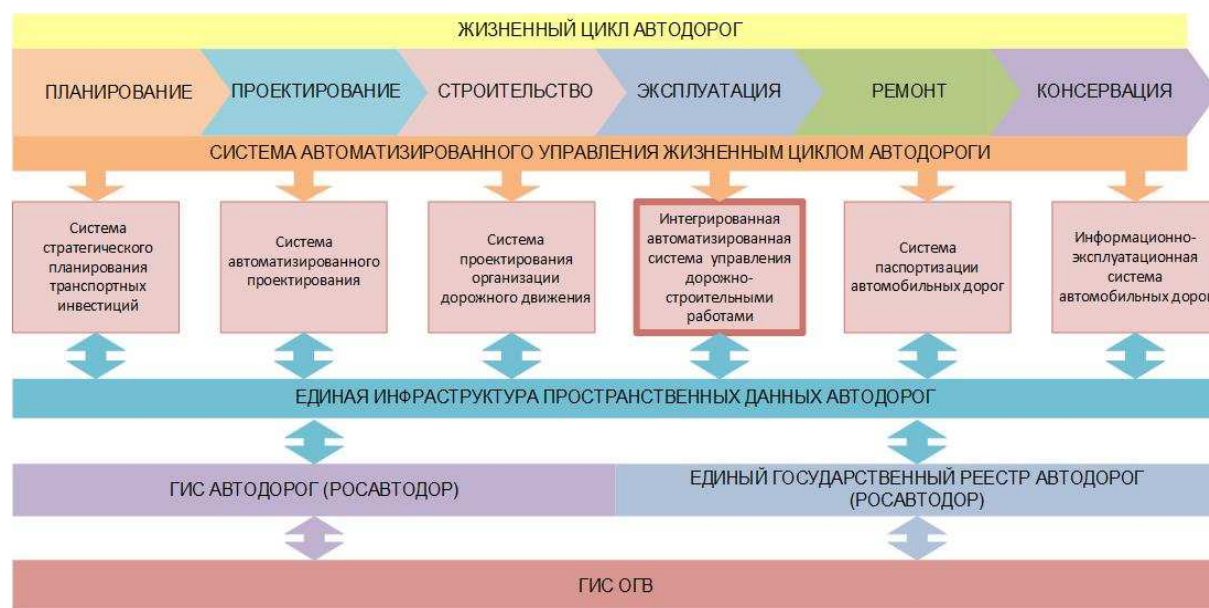 ЖИЗНЕННЫЙ ЦИКЛ АВТОДОРОГ
ПЛАНИРОВАНИЕ
ПРОЕКТИРОВАНИЕ
СТРОИТЕЛЬСТВО
ЭКСПЛУАТАЦИЯ
РЕМОНТ
КОНСЕРВАЦИЯ
СИСТЕМА АВТОМАТИЗИРОВАННОГО УПРАВЛЕНИЯ ЖИЗНЕННЫМ ЦИКЛОМ АВТОДОРОГИ
Система
стратегического
планирования
транспортных
инвестиций
Система
автоматизированного
проектирования
Система
проектирования
организации
дорожного движения
Интегрированная
автоматизированная
система управления
дорожно-
строительными
работами
Система
паспортизации
автомобильных дорог
Информационно-
эксплуатационная
система
автомобильных дорог
ЕДИНАЯ ИНФРАСТРУКТУРА ПРОСТРАНСТВЕННЫХ ДАННЫХ АВТОДОРОГ
ГИС АВТОДОРОГ (РОСАВТОДОР)
ЕДИНЫЙ ГОСУДАРСТВЕННЫЙ РЕЕСТР АВТОДОРОГ
(РОСАВТОДОР)
ГИС ОГВ